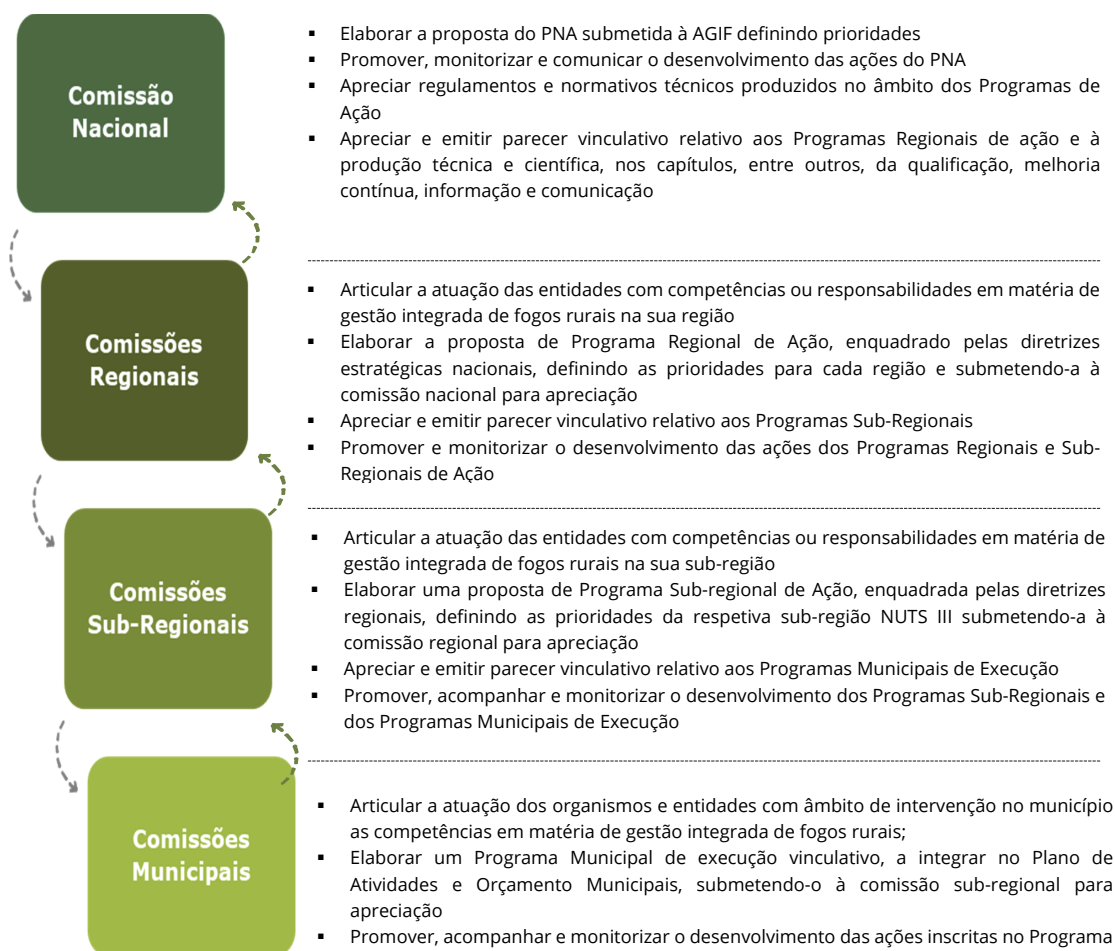 Comissão
Nacional
▪ Elaborar a proposta do PNA submetida à AGIF definindo prioridades
▪ Promover, monitorizar e comunicar o desenvolvimento das ações do PNA
▪ Apreciar regulamentos e normativos técnicos produzidos no âmbito dos Programas de
Ação
▪ Apreciar e emitir parecer vinculativo relativo aos Programas Regionais de ação e à
produção técnica e científica, nos capítulos, entre outros, da qualificação, melhoria
contínua, informação e comunicação
Comissões
Regionais
▪ Articular a atuação das entidades com competências ou responsabilidades em matéria de
gestão integrada de fogos rurais na sua região
▪ Elaborar a proposta de Programa Regional de Ação, enquadrado pelas diretrizes
estratégicas nacionais, definindo as prioridades para cada região e submetendo-a à
comissão nacional para apreciação
▪ Apreciar e emitir parecer vinculativo relativo aos Programas Sub-Regionais
▪ Promover e monitorizar o desenvolvimento das ações dos Programas Regionais e Sub-
Regionais de Ação
Comissões
Sub-Regionais
▪ Articular a atuação das entidades com competências ou responsabilidades em matéria de
gestão integrada de fogos rurais na sua sub-região
▪ Elaborar uma proposta de Programa Sub-regional de Ação, enquadrada pelas diretrizes
regionais, definindo as prioridades da respetiva sub-região NUTS III submetendo-a à
comissão regional para apreciação
▪ Apreciar e emitir parecer vinculativo relativo aos Programas Municipais de Execução
▪ Promover, acompanhar e monitorizar o desenvolvimento dos Programas Sub-Regionais e
dos Programas Municipais de Execução
Comissões
Municipais
▪ Articular a atuação dos organismos e entidades com âmbito de intervenção no município
as competências em matéria de gestão integrada de fogos rurais;
▪ Elaborar um Programa Municipal de execução vinculativo, a integrar no Plano de
Atividades e Orçamento Municipais, submetendo-o à comissão sub-regional para
apreciação
▪ Promover, acompanhar e monitorizar o desenvolvimento das ações inscritas no Programa